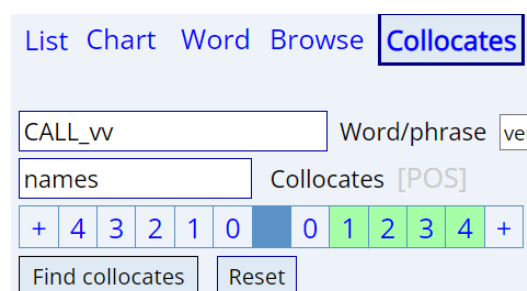 List Chart Word Browse Collocates
CALL_vv Word/phrase
names Collocates [POS]
+ 4 3 2 1 0 0 1 2 3 4 +
Find collocates Reset